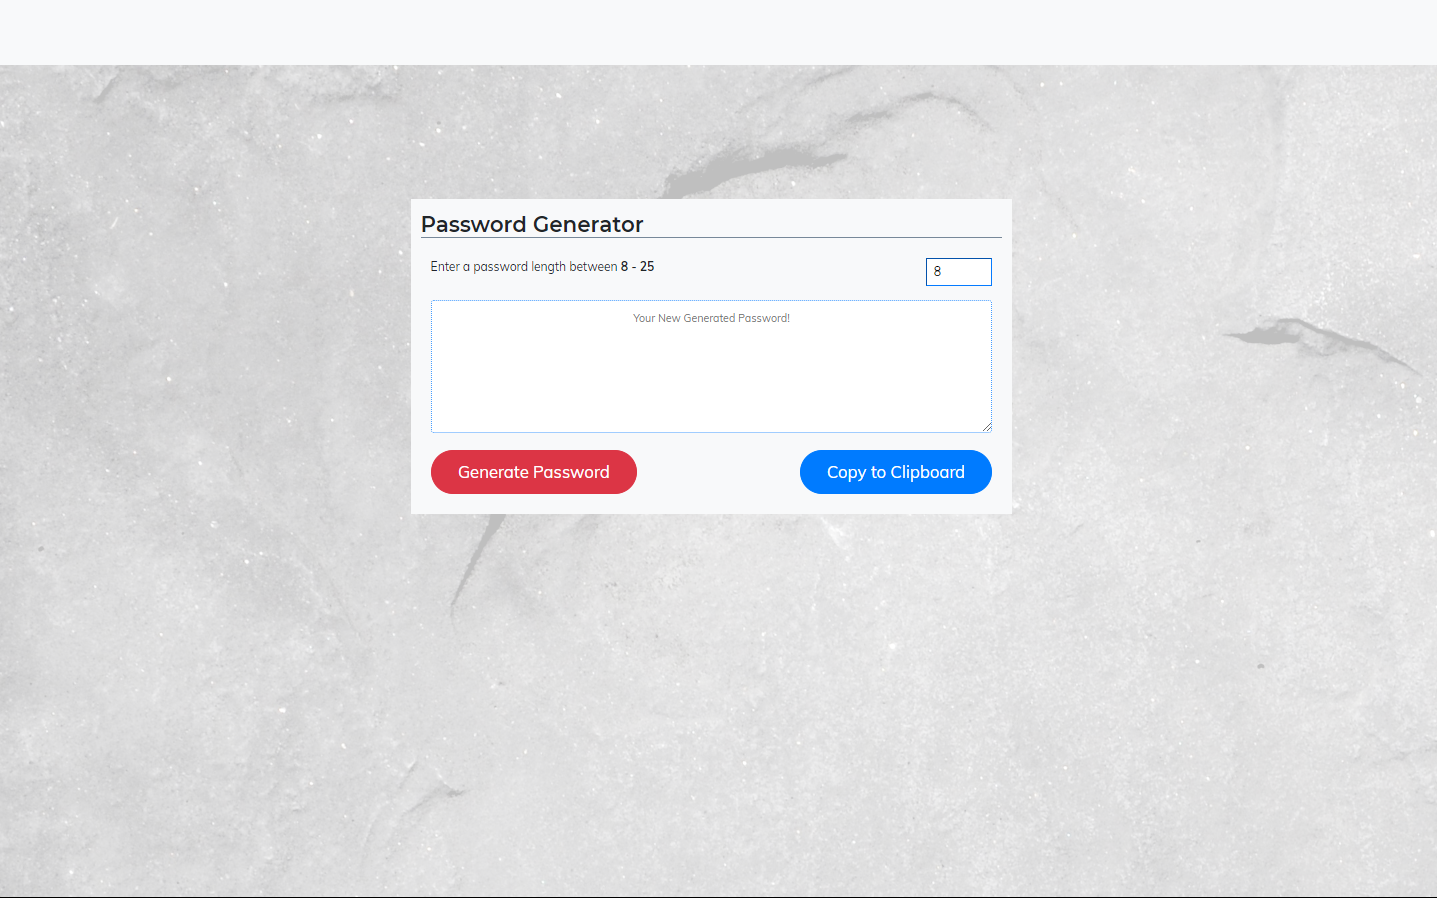 Password Generator
Enter a password length between 8 - 25
8
Your New Generated Password!
Generate Password
Copy to Clipboard